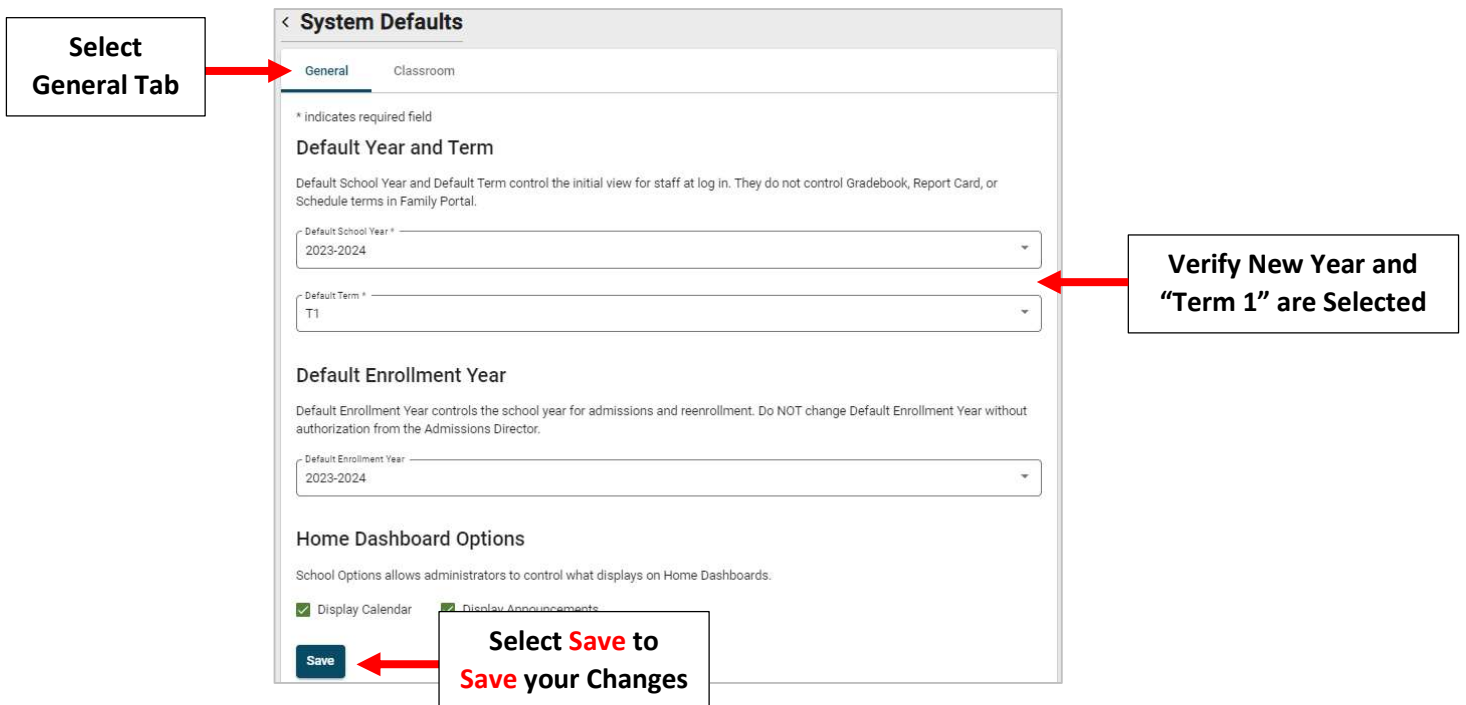 < System Defaults
Select
General Tab
General
Classroom
* indicates required field
Default Year and Term
Default School Year and Default Term control the initial view for staff at log in. They do not control Gradebook, Report Card, or
Schedule terms in Family Portal.
Default School Year *
2023-2024
Verify New Year and
“Term 1” are Selected
Default Term *
T1
Default Enrollment Year
Default Enrollment Year controls the school year for admissions and reenrollment. Do NOT change Default Enrollment Year without
authorization from the Admissions Director.
Default Enrollment Year
2023-2024
Home Dashboard Options
School Options allows administrators to control what displays on Home Dashboards.
Display Calendar
Display Announcements
Save
Select Save to
Save your Changes